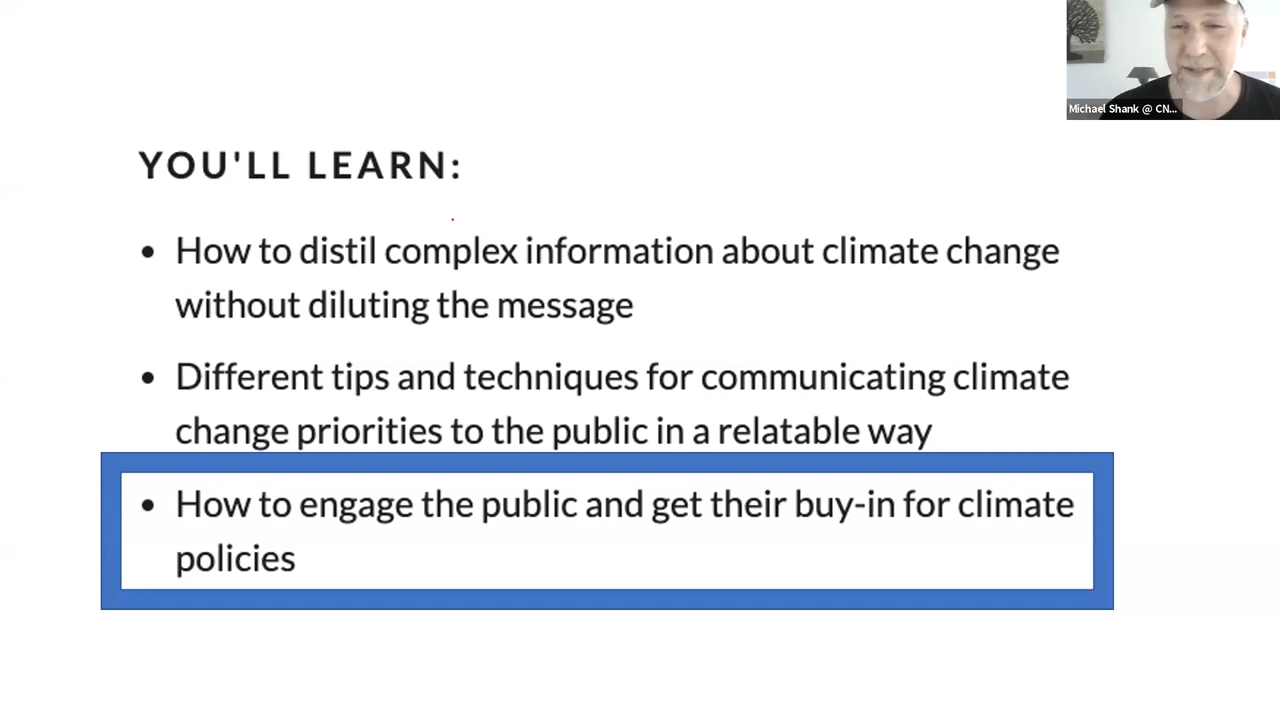 Michael Shank @ CN...
YOU'LL LEARN:
• How to distil complex information about climate change
without diluting the message
• Different tips and techniques for communicating climate
change priorities to the public in a relatable way
• How to engage the public and get their buy-in for climate
policies